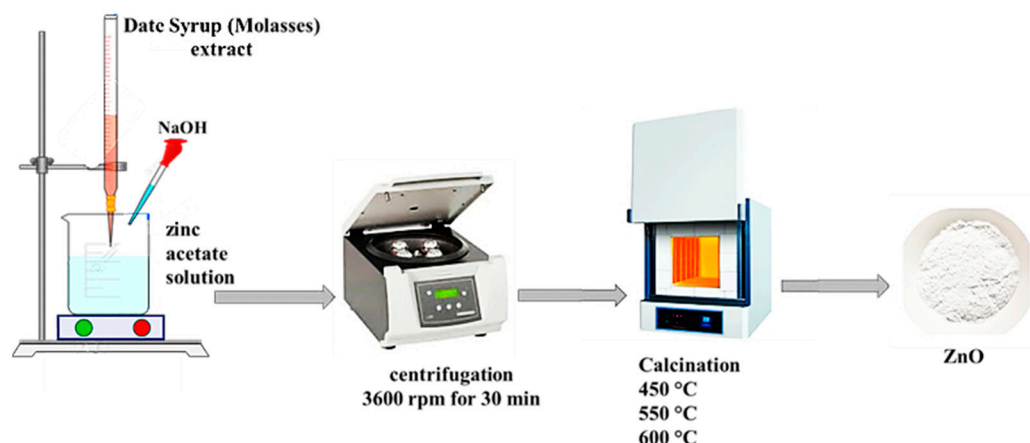 Date Syrup (Molasses)
extract
NaOH
zinc
acetate
solution
centrifugation
3600 rpm for 30 min
Calcination
450 °C
550 °C
600 °C
ZnO